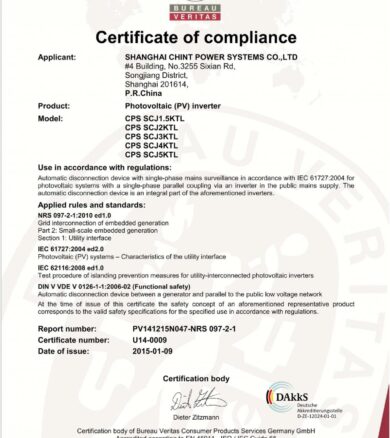 BUREAU
VERITAS
Certificate of compliance
Applicant: SHANGHAI CHINT POWER SYSTEMS CO.,LTD
#4 Building, No.3255 Sixian Rd,
Songjiang District,
Shanghai 201614,
P.R.China
Product: Photovoltaic (PV) inverter
Model: CPS SCJ1.5KTL
CPS SCJ2KTL
CPS SCJ3KTL
CPS SCJ4KTL
CPS SCJ5KTL
Use in accordance with regulations:
Automatic disconnection device with single-phase mains surveillance in accordance with IEC 61727:2004 for
photovoltaic systems with a single-phase parallel coupling via an inverter in the public mains supply. The
automatic disconnection device is an integral part of the aforementioned inverter.
Applied rules and standards:
NRS 097-2-1:2010 ed1.0
Grid interconnection of embedded generation
Part 2: Small-scale embedded generation
Section 1: Utility interface
IEC 61727:2004 ed2.0
Photovoltaic (PV) systems – Characteristics of the utility interface
IEC 62116:2008 ed1.0
Test procedure of islanding prevention measures for utility-interconnected photovoltaic inverters
DIN V VDE V 0126-1-1:2006-02 (Functional safety)
Automatic disconnection device between a generator and parallel to the public low voltage network
At the time of issue of this certificate the safety concept of an aforementioned representative product
corresponds to the valid safety specifications for the specified use in accordance with regulations.
Report number: PV141215N047-NRS 097-2-1
Certificate number: U14-0009
Date of issue: 2015-01-09
Certification body
Dieter Zitzmann
DAkkS
Deutsche
Akkreditierungsstelle
D-ZE-12024-01-01
Certification body of Bureau Veritas Consumer Products Services Germany GmbH